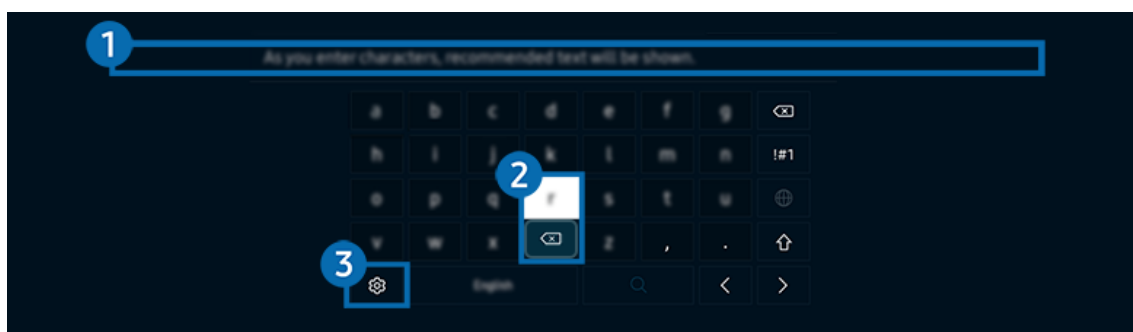 1
As you enter characters, recommended text will be shown.
a b c d e f g
h i j k l m n !#1
2
o p q r s t u
v w x z , .
3
English < >